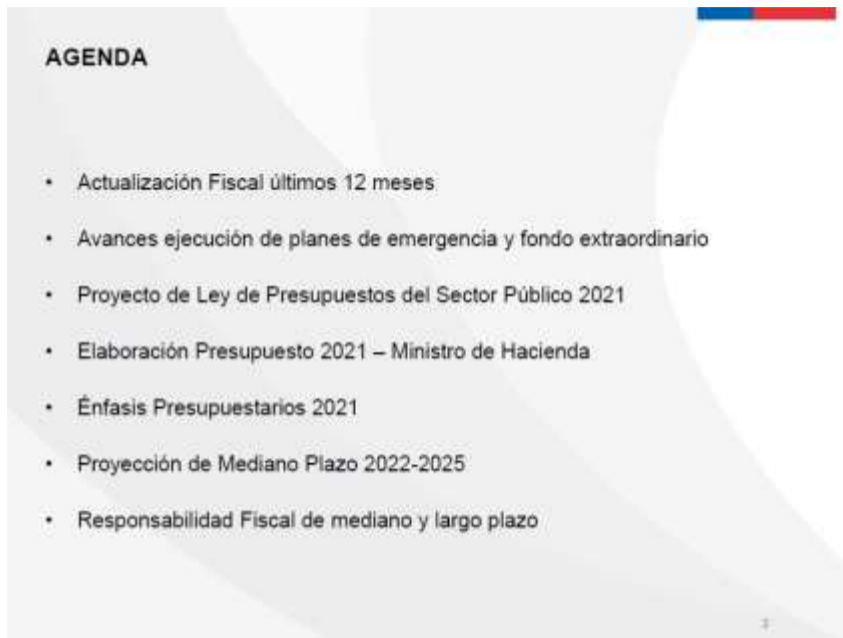 AGENDA
• Actualización Fiscal últimos 12 meses
• Avances ejecución de planes de emergencia y fondo extraordinario
• Proyecto de Ley de Presupuestos del Sector Público 2021
• Elaboración Presupuesto 2021 – Ministro de Hacienda
• Énfasis Presupuestarios 2021
• Proyección de Mediano Plazo 2022-2025
• Responsabilidad Fiscal de mediano y largo plazo